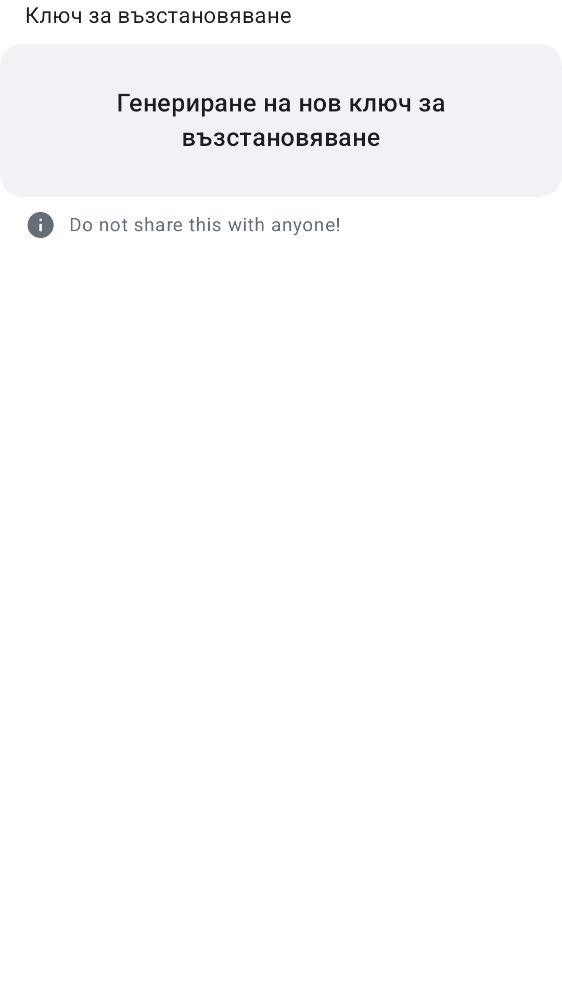 Ключ за възстановяване
Генериране на нов ключ за
възстановяване
Do not share this with anyone!